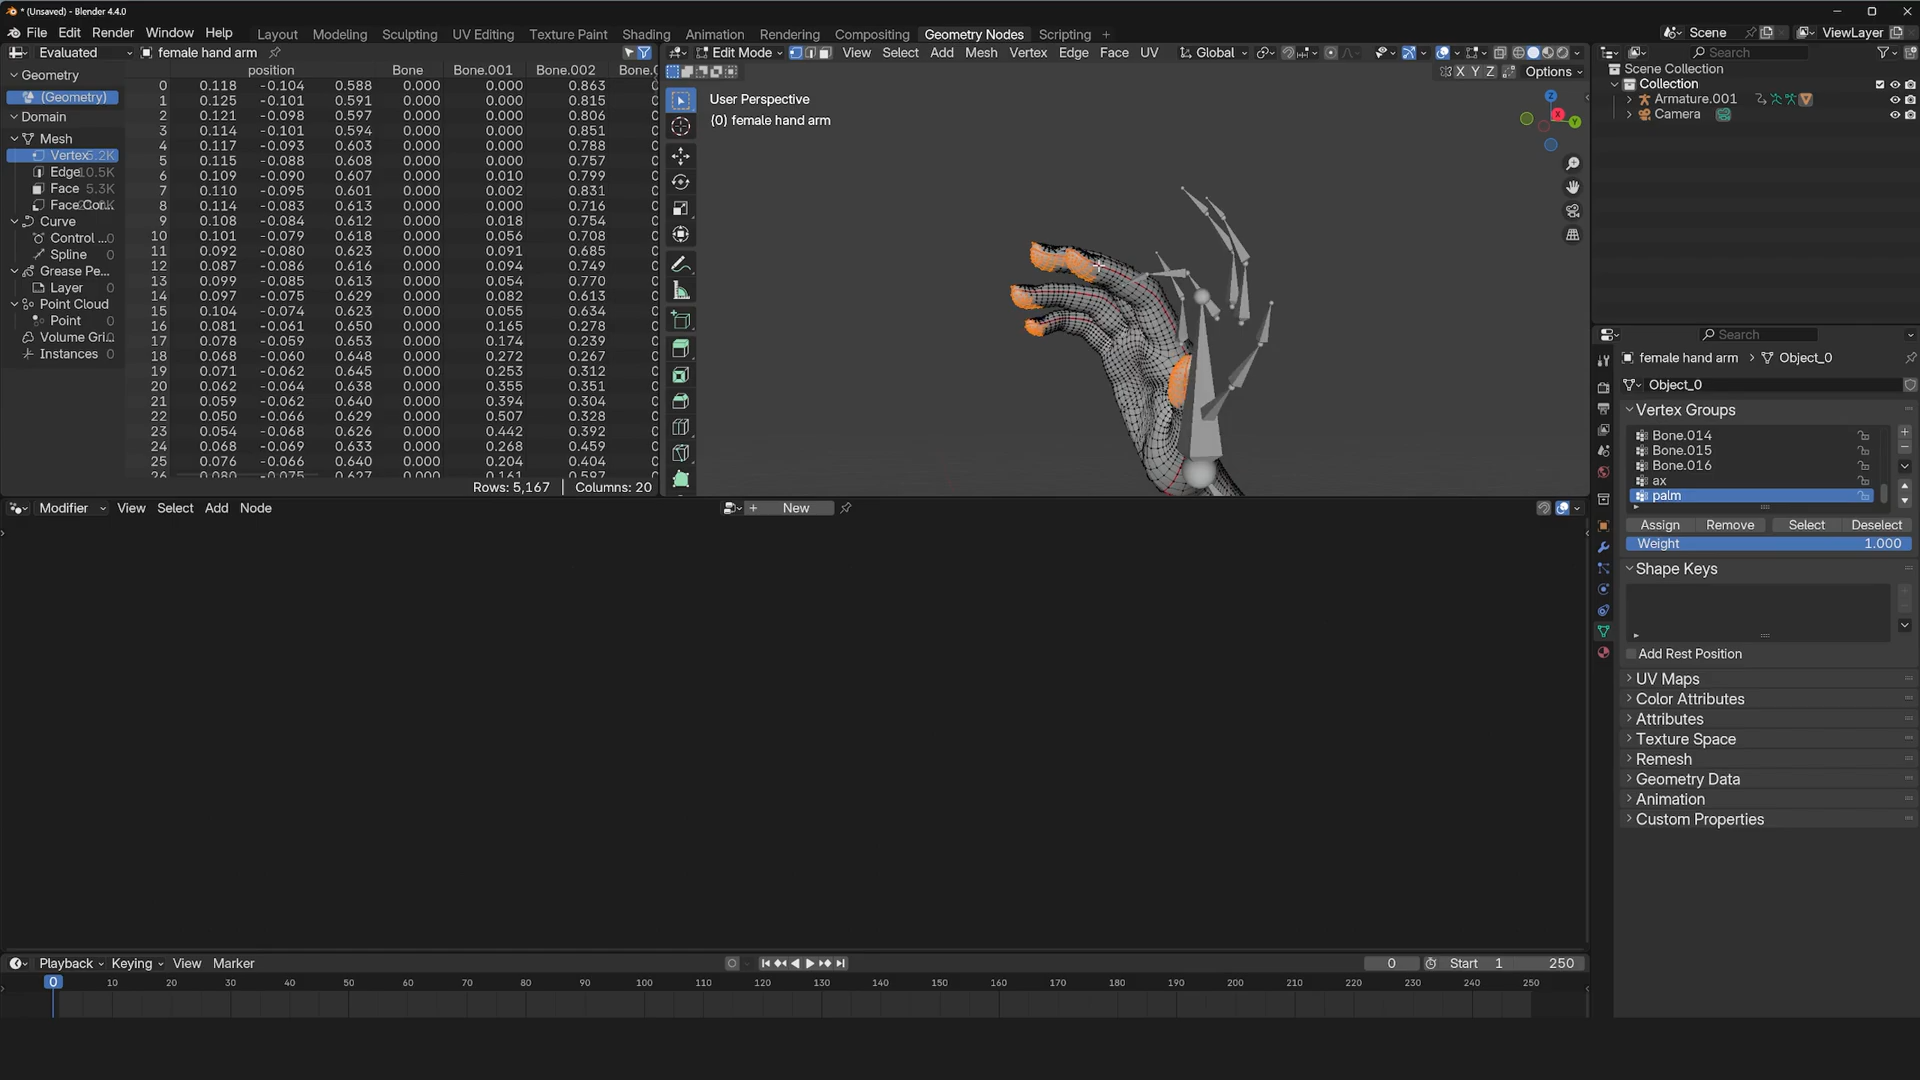 * (Unsaved) - Blender 4.4.0
File Edit Render Window Help Layout Modeling Sculpting UV Editing Texture Paint Shading Animation Rendering Compositing Geometry Nodes Scripting + Scene ViewLayer
Evaluated female hand arm
Geometry
(Geometry)
Domain
Mesh
Vertex 5.2K
Edge 10.5K
Face 5.3K
Face Co...
Curve
Control ... 0
Spline 0
Grease Pe...
Layer 0
Point Cloud
Point 0
Volume Gri... 0
Instances 0
position Bone Bone.001 Bone.002
0 0.118 -0.104 0.588 0.000 0.000 0.863
1 0.125 -0.101 0.591 0.000 0.000 0.815
2 0.121 -0.098 0.597 0.000 0.000 0.806
3 0.114 -0.101 0.594 0.000 0.000 0.851
4 0.117 -0.093 0.603 0.000 0.000 0.788
5 0.115 -0.088 0.608 0.000 0.000 0.757
6 0.109 -0.090 0.607 0.000 0.010 0.799
7 0.110 -0.095 0.601 0.000 0.002 0.831
8 0.114 -0.083 0.613 0.000 0.000 0.716
9 0.108 -0.084 0.612 0.000 0.018 0.754
10 0.101 -0.079 0.618 0.000 0.056 0.708
11 0.092 -0.080 0.623 0.000 0.091 0.685
12 0.087 -0.086 0.616 0.000 0.094 0.749
13 0.099 -0.085 0.613 0.000 0.054 0.770
14 0.097 -0.075 0.629 0.000 0.082 0.613
15 0.104 -0.074 0.623 0.000 0.055 0.634
16 0.081 -0.061 0.650 0.000 0.165 0.278
17 0.078 -0.059 0.653 0.000 0.174 0.239
18 0.068 -0.060 0.648 0.000 0.272 0.267
19 0.071 -0.062 0.645 0.000 0.253 0.312
20 0.062 -0.064 0.638 0.000 0.355 0.351
21 0.059 -0.062 0.640 0.000 0.394 0.304
22 0.050 -0.066 0.629 0.000 0.507 0.328
23 0.054 -0.068 0.626 0.000 0.442 0.392
24 0.068 -0.069 0.633 0.000 0.268 0.459
25 0.076 -0.066 0.640 0.000 0.204 0.404
Rows: 5,167 | Columns: 20
Edit Mode View Select Add Mesh Vertex Edge Face UV Global
X Y Z Options
User Perspective
(0) female hand arm
Z
X
Y
Search
Scene Collection
Collection
Armature.001
Camera
Search
female hand arm > Object_0
Object_0
Vertex Groups
Bone.014
Bone.015
Bone.016
ax
palm
Assign Remove Select Deselect
Weight 1.000
Shape Keys
Add Rest Position
UV Maps
Color Attributes
Attributes
Texture Space
Remesh
Geometry Data
Animation
Custom Properties
Modifier View Select Add Node + New
Playback Keying View Marker 0 Start 1 250
0 10 20 30 40 50 60 70 80 90 100 110 120 130 140 150 160 170 180 190 200 210 220 230 240 250